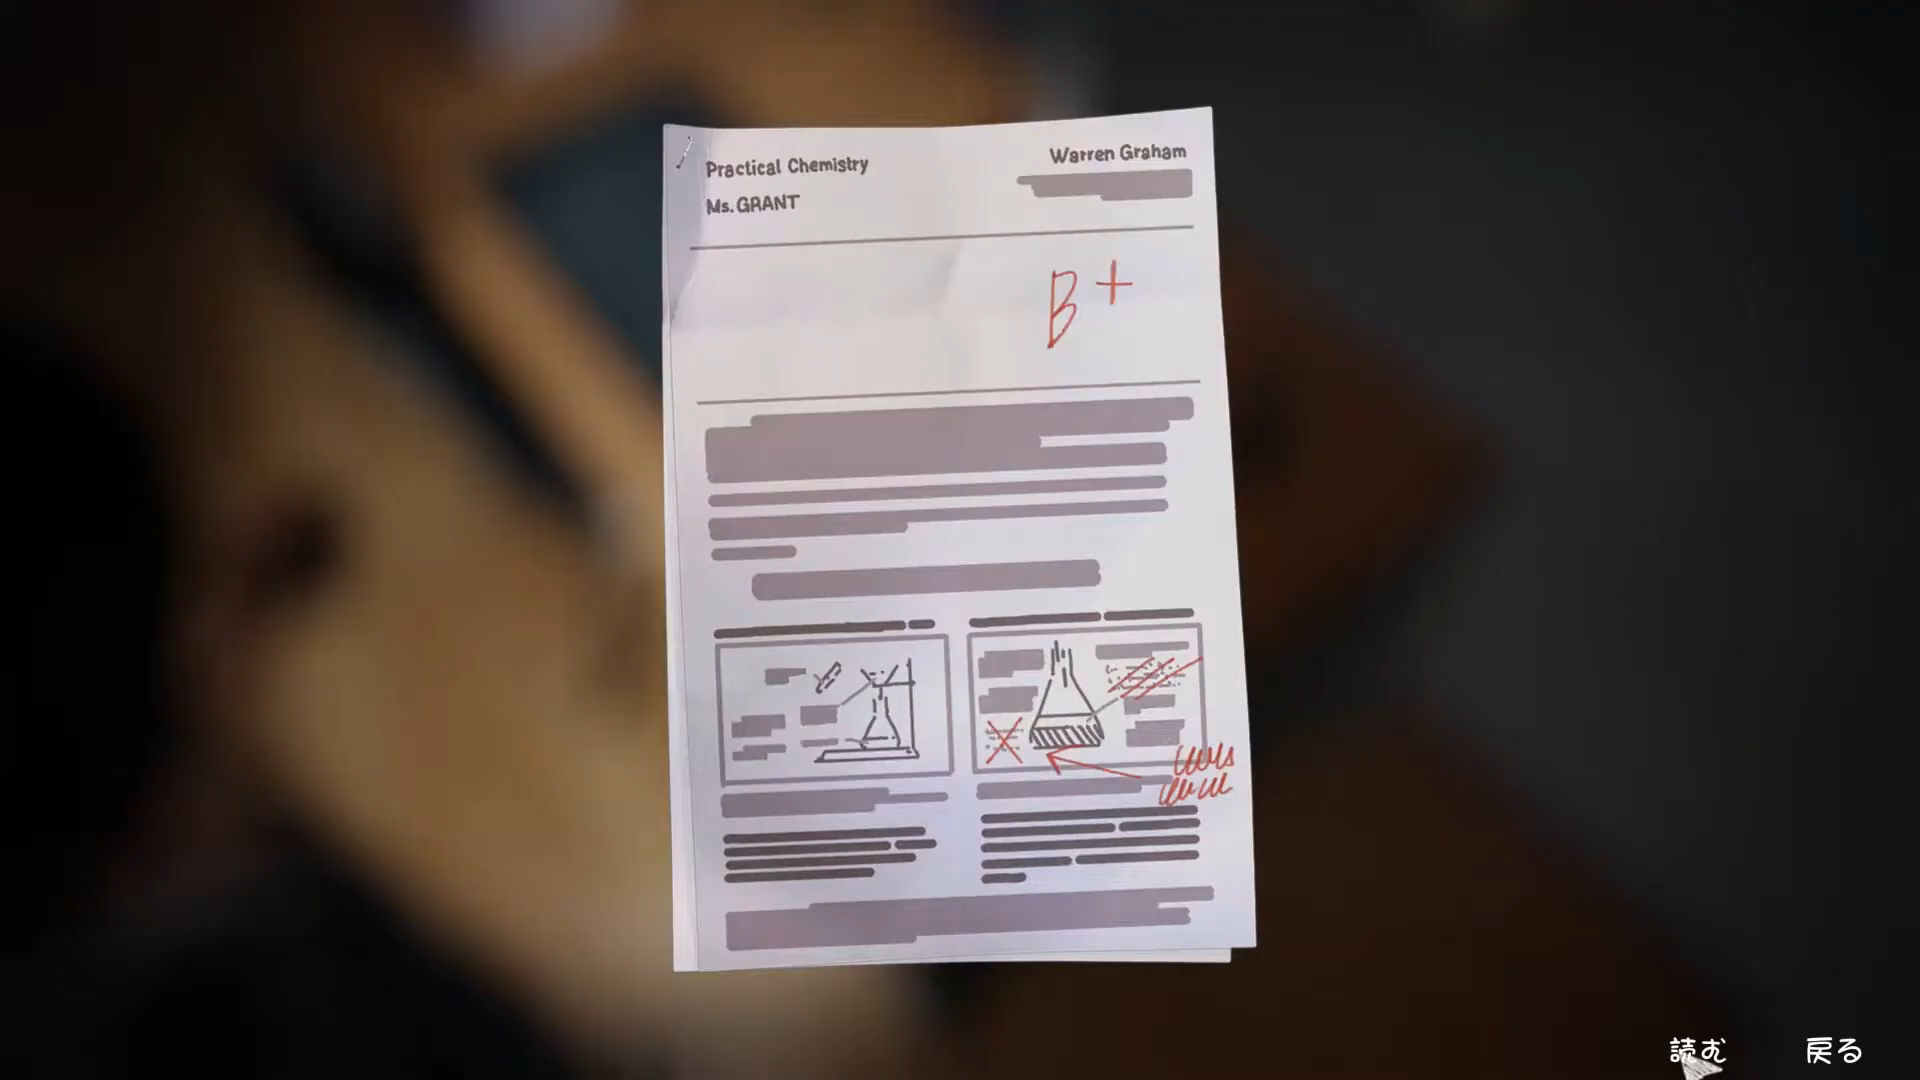 Practical Chemistry
Warren Graham
Ms. GRANT
B+
読む
戻る